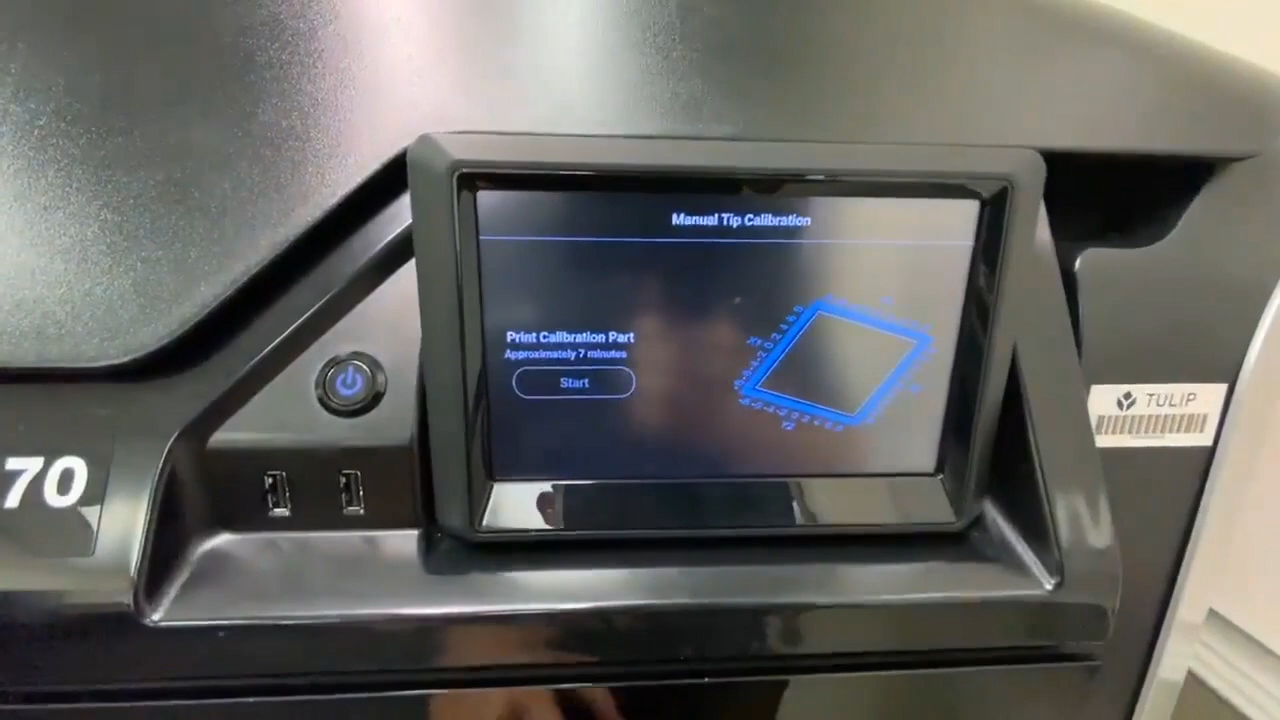 Manual Tip Calibration
Print Calibration Part
Approximately 7 minutes
Start
70
TULIP